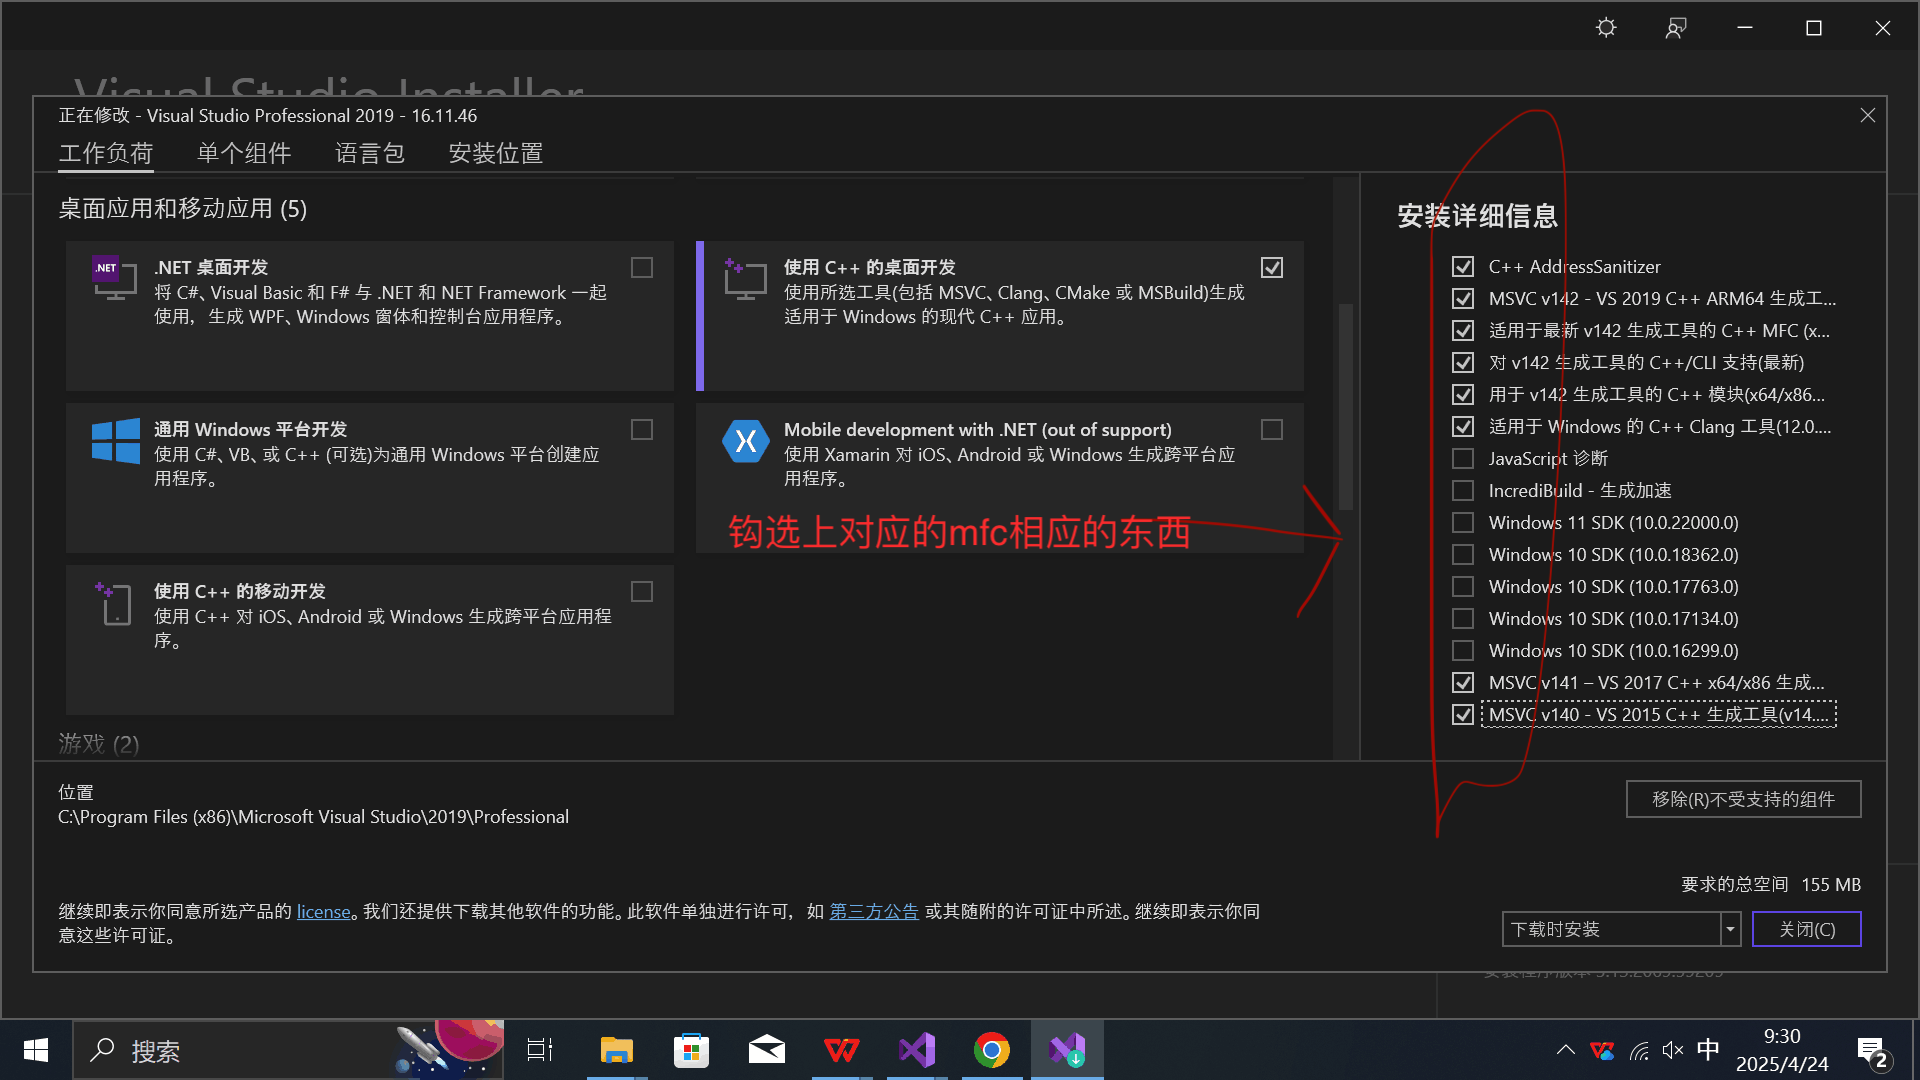 Visual Studio Installer
正在修改 - Visual Studio Professional 2019 - 16.11.46
工作负荷 单个组件 语言包 安装位置
桌面应用和移动应用 (5)
.NET
.NET 桌面开发
将 C#、Visual Basic 和 F# 与 .NET 和 NET Framework 一起
使用，生成 WPF、Windows 窗体和控制台应用程序。
使用 C++ 的桌面开发
使用所选工具(包括 MSVC、Clang、CMake 或 MSBuild)生成
适用于 Windows 的现代 C++ 应用。
通用 Windows 平台开发
使用 C#、VB、或 C++ (可选)为通用 Windows 平台创建应
用程序。
Mobile development with .NET (out of support)
使用 Xamarin 对 iOS、Android 或 Windows 生成跨平台应
用程序。
钩选上对应的mfc相应的东西
使用 C++ 的移动开发
使用 C++ 对 iOS、Android 或 Windows 生成跨平台应用程
序。
游戏 (2)
安装详细信息
C++ AddressSanitizer
MSVC v142 - VS 2019 C++ ARM64 生成工...
适用于最新 v142 生成工具的 C++ MFC (x...
对 v142 生成工具的 C++/CLI 支持(最新)
用于 v142 生成工具的 C++ 模块(x64/x86...
适用于 Windows 的 C++ Clang 工具(12.0....
JavaScript 诊断
IncrediBuild - 生成加速
Windows 11 SDK (10.0.22000.0)
Windows 10 SDK (10.0.18362.0)
Windows 10 SDK (10.0.17763.0)
Windows 10 SDK (10.0.17134.0)
Windows 10 SDK (10.0.16299.0)
MSVC v141 – VS 2017 C++ x64/x86 生成...
MSVC v140 - VS 2015 C++ 生成工具(v14....
位置
C:\Program Files (x86)\Microsoft Visual Studio\2019\Professional
移除(R)不受支持的组件
要求的总空间 155 MB
继续即表示你同意所选产品的 license。我们还提供下载其他软件的功能。此软件单独进行许可，如 第三方公告 或其随附的许可证中所述。继续即表示你同
意这些许可证。
下载时安装
关闭(C)
搜索
中
9:30
2025/4/24
2